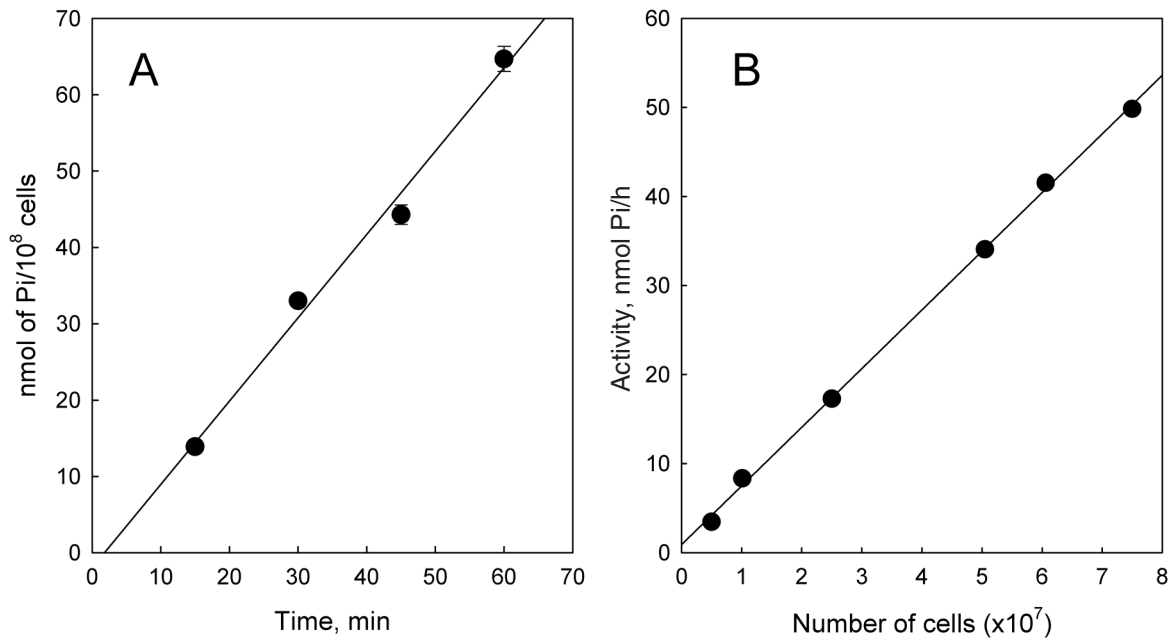 A
70
60
50
40
30
20
10
0
nmol of Pi/10⁸ cells
0 10 20 30 40 50 60 70
Time, min
B
60
50
40
30
20
10
0
Activity, nmol Pi/h
0 1 2 3 4 5 6 7 8
Number of cells (x10⁷)